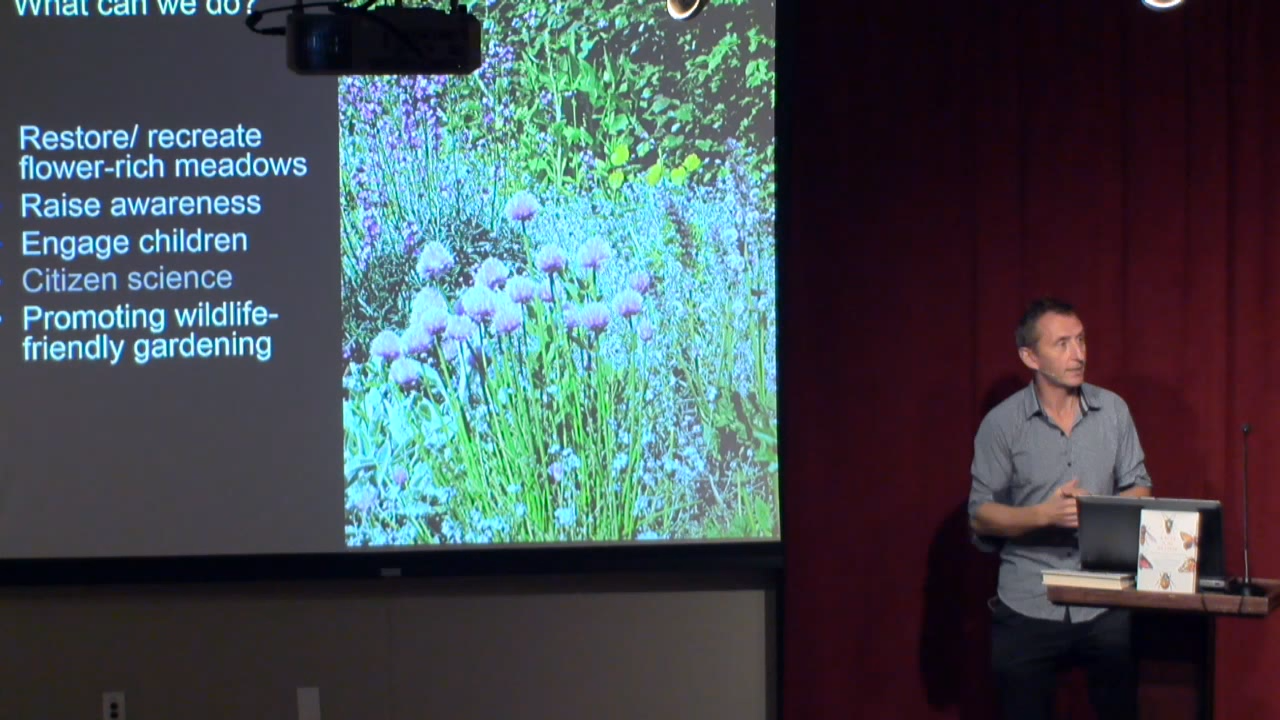 What can we do?
Restore/ recreate
flower-rich meadows
Raise awareness
Engage children
Citizen science
Promoting wildlife-
friendly gardening